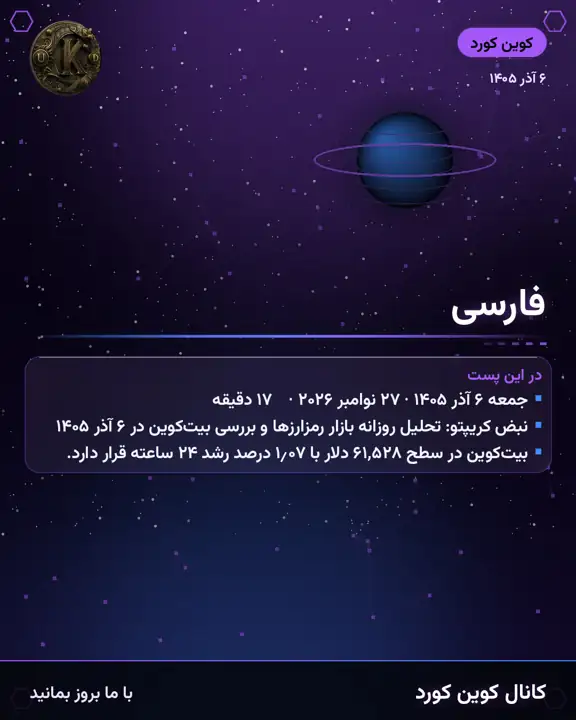 کوین کورد
۶ آذر ۱۴۰۵
K
فارسی
در این پست
جمعه ۶ آذر ۱۴۰۵ · ۲۷ نوامبر ۲۰۲۶ · ۱۷ دقیقه
نبض کریپتو: تحلیل روزانه بازار رمزارزها و بررسی بیت‌کوین در ۶ آذر ۱۴۰۵
بیت‌کوین در سطح ۶۱,۵۲۸ دلار با ۱٫۰۷ درصد رشد ۲۴ ساعته قرار دارد.
کانال کوین کورد
با ما بروز بمانید